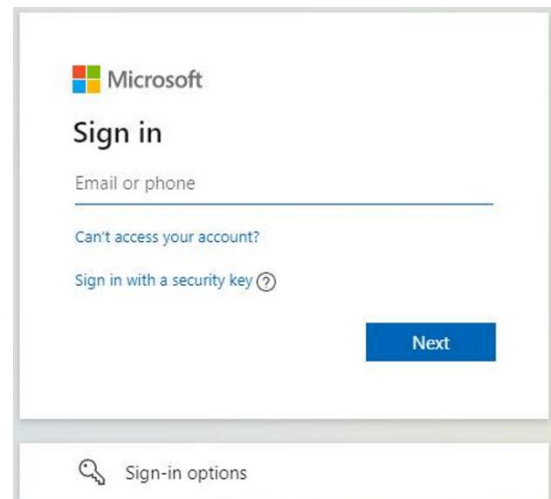 Microsoft
Sign in
Email or phone
Can't access your account?
Sign in with a security key ?
Next
Sign-in options